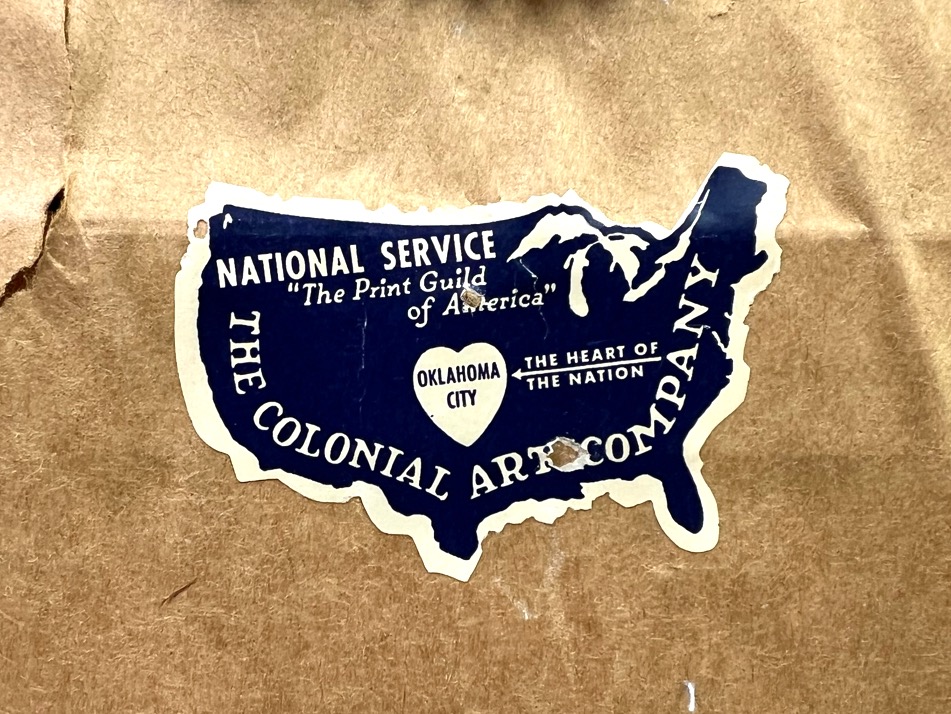 NATIONAL SERVICE
"The Print Guild
of America"
OKLAHOMA
CITY
THE HEART OF
THE NATION
THE COLONIAL ART COMPANY